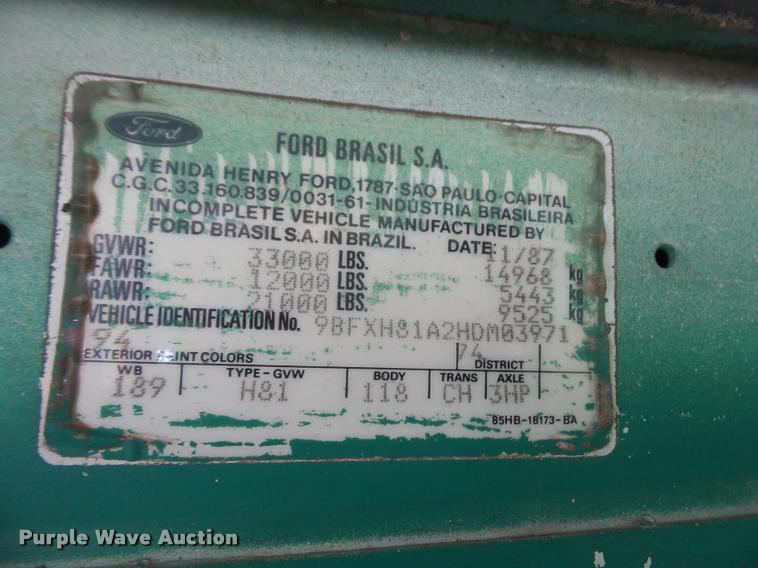 Ford
FORD BRASIL S.A.
AVENIDA HENRY FORD,1787-SAO PAULO-CAPITAL
C.G.C.33.160.839/0031-61-INDÚSTRIA BRASILEIRA
INCOMPLETE VEHICLE MANUFACTURED BY
FORD BRASIL S.A. IN BRAZIL. DATE: 11/87
GVWR: 33000 LBS. 14968 kg
FAWR: 12000 LBS. 5443 kg
RAWR: 21000 LBS. 9525 kg
VEHICLE IDENTIFICATION No. 9BFXH81A2HDM03971
94 74
EXTERIOR PAINT COLORS DISTRICT
WB TYPE-GVW BODY TRANS AXLE
189 H81 118 CH 3HP
85HB-18173-BA
Purple Wave Auction®